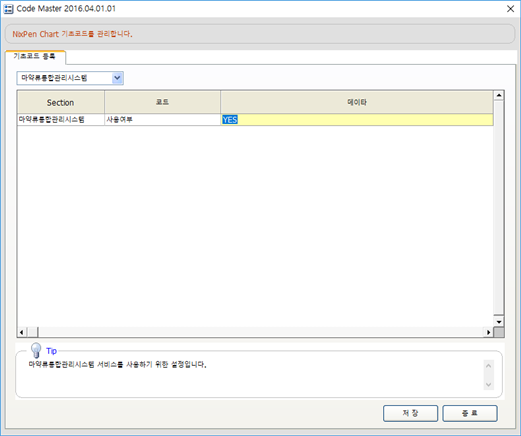 Code Master 2016.04.01.01
NixPen Chart 기초코드를 관리합니다.
기초코드 등록
마약류통합관리시스템
Section 코드 데이타
마약류통합관리시스템 사용여부 YES
Tip
마약류통합관리시스템 서비스를 사용하기 위한 설정입니다.
저 장 종 료